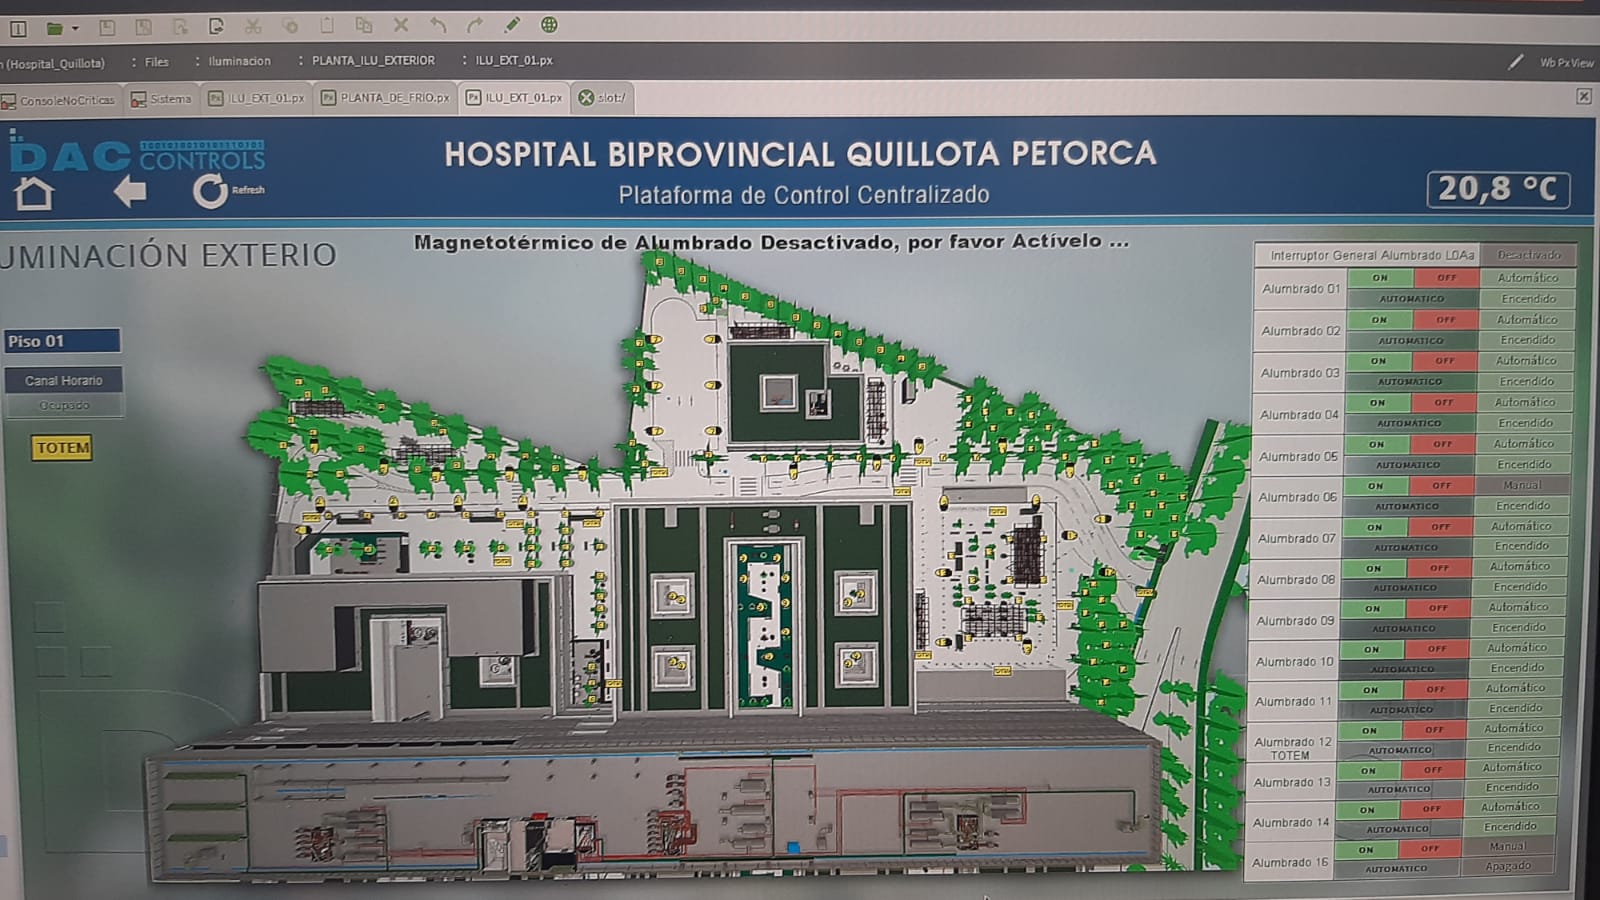 (Hospital_Quillota) : Files : Iluminacion : PLANTA_ILU_EXTERIOR : ILU_EXT_01.px
Wb PxView
ConsoleNoCriticas
Sistema
ILU_EXT_01.px
PLANTA_DE_FRIO.px
ILU_EXT_01.px
slot:/
DAC CONTROLS
Refresh
HOSPITAL BIPROVINCIAL QUILLOTA PETORCA
Plataforma de Control Centralizado
20,8 °C
UMINACIÓN EXTERIO
Magnetotérmico de Alumbrado Desactivado, por favor Actívelo ...
Piso 01
Canal Horario
Ocupado
TOTEM
Interruptor General Alumbrado LOAa Desactivado
Alumbrado 01 ON OFF Automático
AUTOMATICO Encendido
Alumbrado 02 ON OFF Automático
AUTOMATICO Encendido
Alumbrado 03 ON OFF Automático
AUTOMATICO Encendido
Alumbrado 04 ON OFF Automático
AUTOMATICO Encendido
Alumbrado 05 ON OFF Automático
AUTOMATICO Encendido
Alumbrado 06 ON OFF Manual
AUTOMATICO Encendido
Alumbrado 07 ON OFF Automático
AUTOMATICO Encendido
Alumbrado 08 ON OFF Automático
AUTOMATICO Encendido
Alumbrado 09 ON OFF Automático
AUTOMATICO Encendido
Alumbrado 10 ON OFF Automático
AUTOMATICO Encendido
Alumbrado 11 ON OFF Automático
AUTOMATICO Encendido
Alumbrado 12 ON OFF Automático
TOTEM AUTOMATICO Encendido
Alumbrado 13 ON OFF Automático
AUTOMATICO Encendido
Alumbrado 14 ON OFF Automático
AUTOMATICO Encendido
Alumbrado 16 ON OFF Manual
AUTOMATICO Apagado